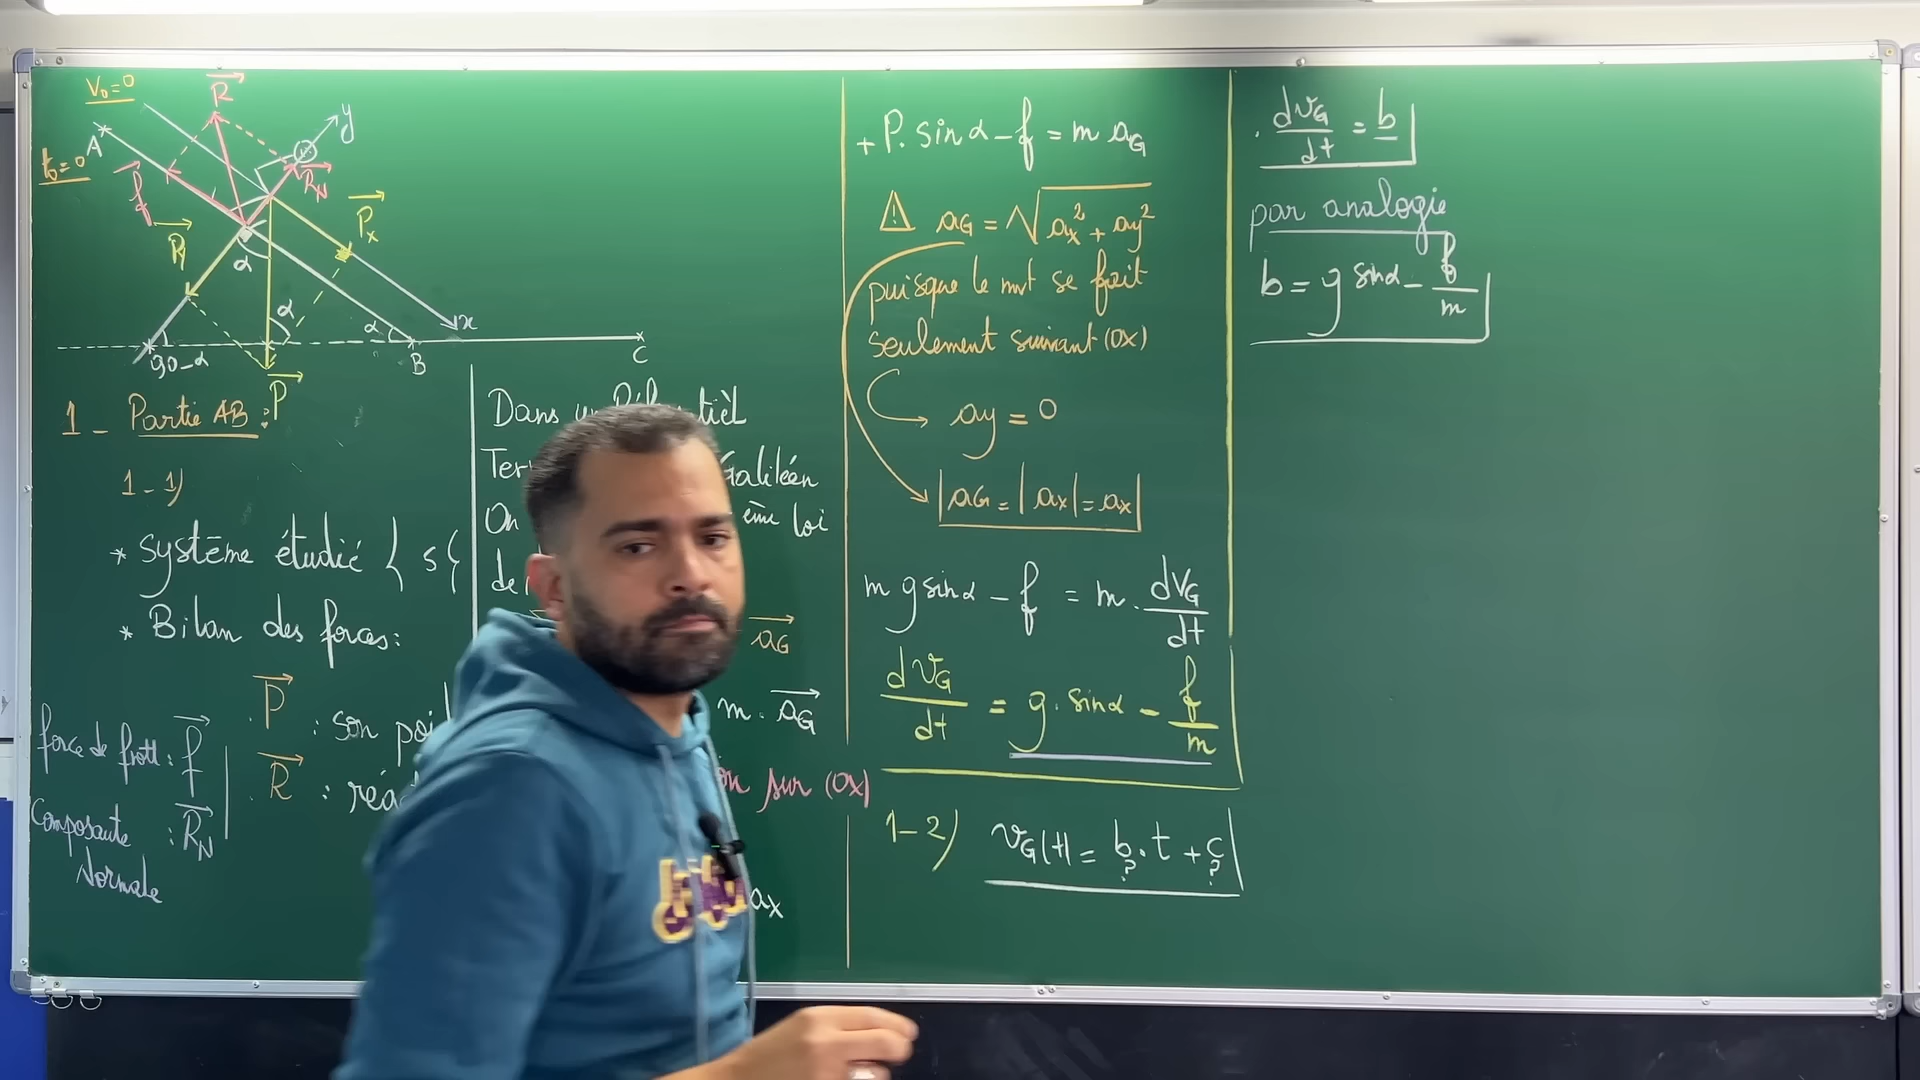 V₀=0
t₀=0
A
R
y
f
R_N
P_x
α
α
α
x
90-α
B
C
P
1 - Partie AB :
1-1)
* système étudié { s {
* Bilan des forces:
P : son poi
R : réa
force de frott : f
Composante Normale : R_N
Dans un
Galiléen
On ème loi
de
a_G
m . a_G
on sur (OX)
a_x
+ P. sin α - f = m a_G
⚠ a_G = √(a_x² + a_y²)
puisque le mvt se fait
seulement suivant (OX)
a_y = 0
a_G = |a_x| = a_x
m g sin α - f = m . dV_G/dt
dv_G/dt = g . sin α - f/m
1-2) v_G(t) = b . t + c
? ?
. dv_G/dt = b
par analogie
b = g sin α - f/m